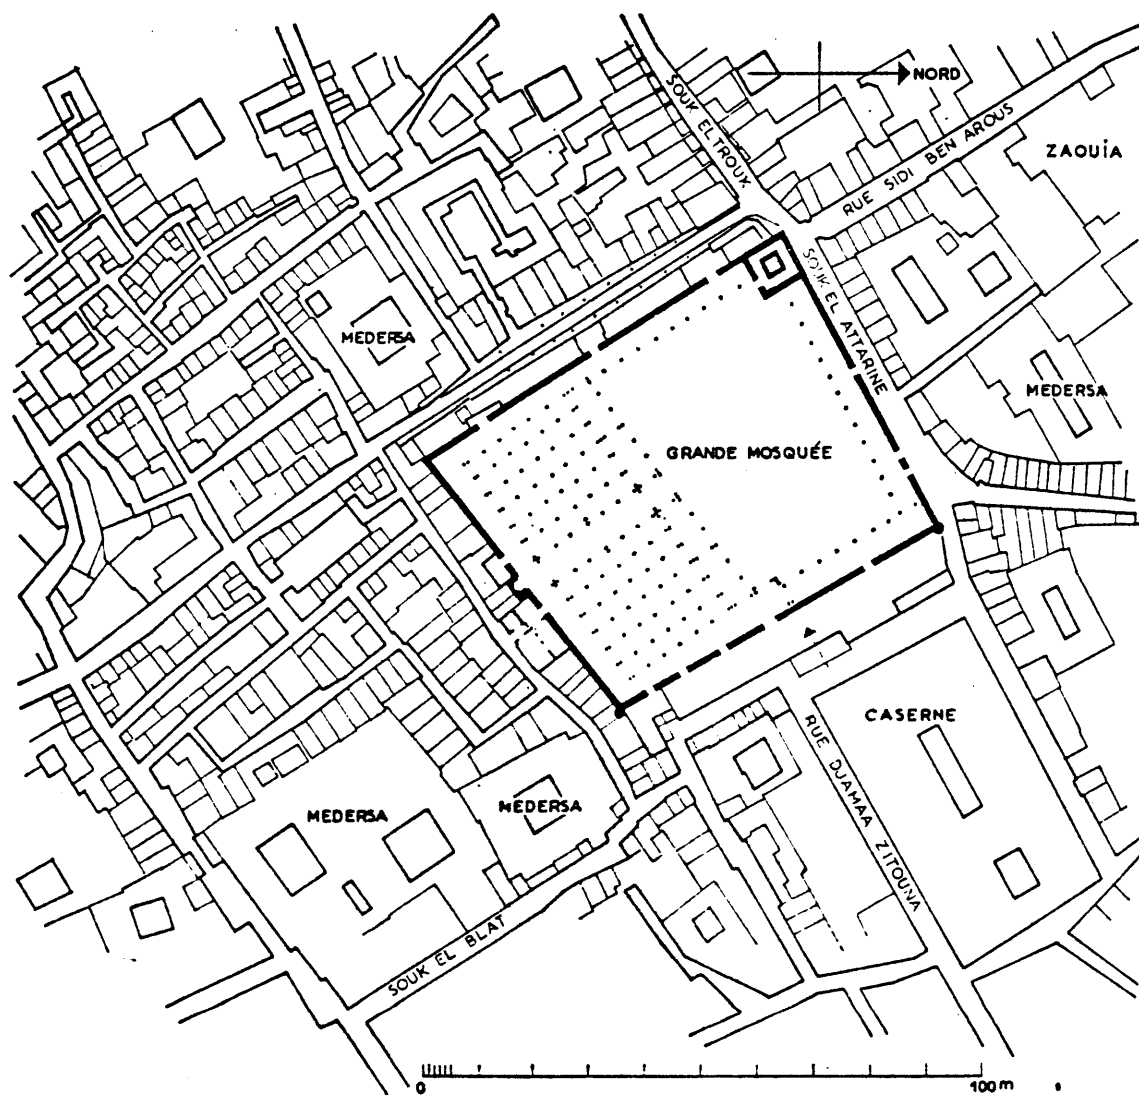 NORD
SOUK EL TROUK
RUE SIDI BEN AROUS
ZAOUÏA
SOUK EL ATTARINE
MEDERSA
MEDERSA
GRANDE MOSQUÉE
CASERNE
RUE DJAMAA ZITOUNA
MEDERSA
MEDERSA
SOUK EL BLAT
0 100 m